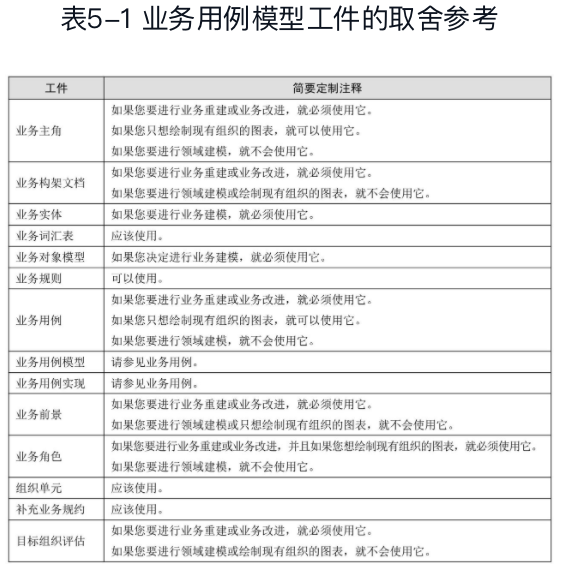 表5-1 业务用例模型工件的取舍参考
工件 简要定制注释
业务主角
如果您要进行业务重建或业务改进，就必须使用它。
如果您只想绘制现有组织的图表，就可以使用它。
如果您要进行领域建模，就不会使用它。
业务构架文档
如果您要进行业务重建或业务改进，就必须使用它。
如果您要进行领域建模或绘制现有组织的图表，就不会使用它。
业务实体 如果您要进行业务建模，就必须使用它。
业务词汇表 应该使用。
业务对象模型 如果您决定进行业务建模，就必须使用它。
业务规则 可以使用。
业务用例
如果您要进行业务重建或业务改进，就必须使用它。
如果您只想绘制现有组织的图表，就可以使用它。
如果您要进行领域建模，就不会使用它。
业务用例模型 请参见业务用例。
业务用例实现 请参见业务用例。
业务前景
如果您要进行业务重建或业务改进，就必须使用它。
如果您要进行领域建模或只想绘制现有组织的图表，就不会使用它。
业务角色
如果您要进行业务重建或业务改进，并且如果您想绘制现有组织的图表，就必须使用它。
如果您要进行领域建模，就不会使用它。
组织单元 应该使用。
补充业务规约 应该使用。
目标组织评估
如果您要进行业务重建或业务改进，就必须使用它。
如果您要进行领域建模或绘制现有组织的图表，就不会使用它。